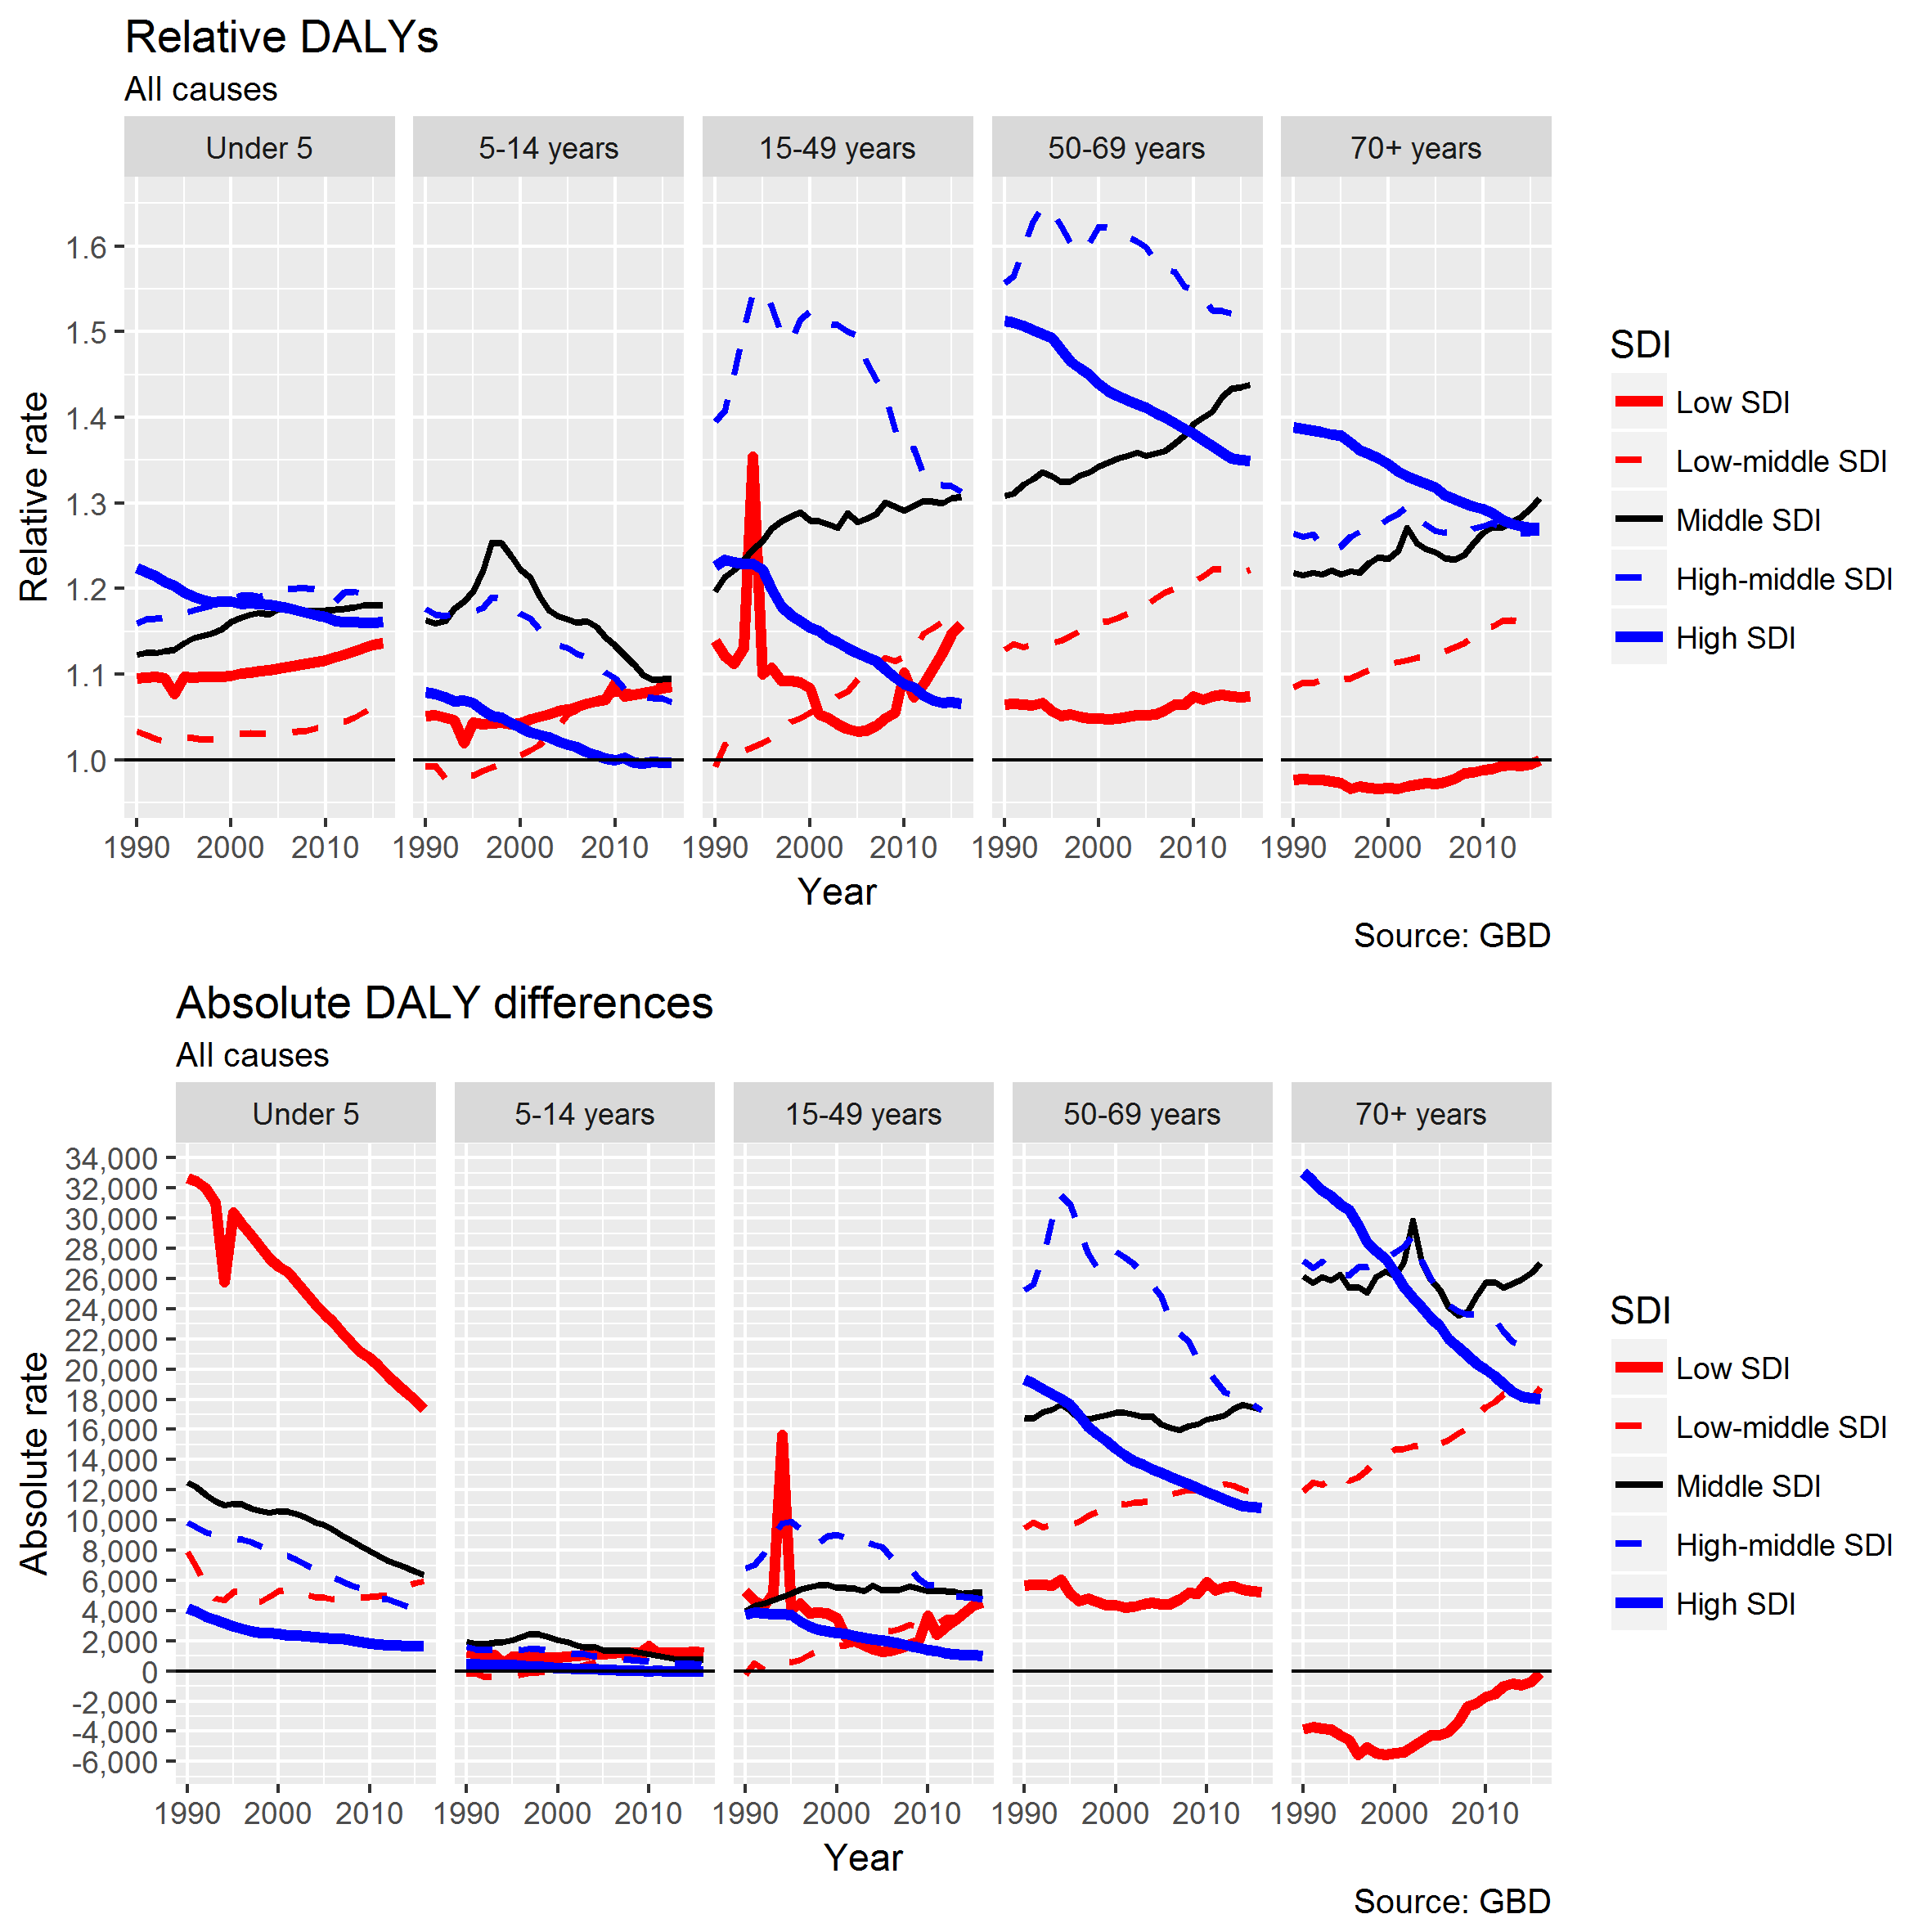 Relative DALYs
All causes
Under 5
5-14 years
15-49 years
50-69 years
70+ years
Relative rate
1.6
1.5
1.4
1.3
1.2
1.1
1.0
1990 2000 2010
1990 2000 2010
1990 2000 2010
1990 2000 2010
1990 2000 2010
Year
Source: GBD
SDI
Low SDI
Low-middle SDI
Middle SDI
High-middle SDI
High SDI
Absolute DALY differences
All causes
Under 5
5-14 years
15-49 years
50-69 years
70+ years
Absolute rate
34,000
32,000
30,000
28,000
26,000
24,000
22,000
20,000
18,000
16,000
14,000
12,000
10,000
8,000
6,000
4,000
2,000
0
-2,000
-4,000
-6,000
1990 2000 2010
1990 2000 2010
1990 2000 2010
1990 2000 2010
1990 2000 2010
Year
Source: GBD
SDI
Low SDI
Low-middle SDI
Middle SDI
High-middle SDI
High SDI